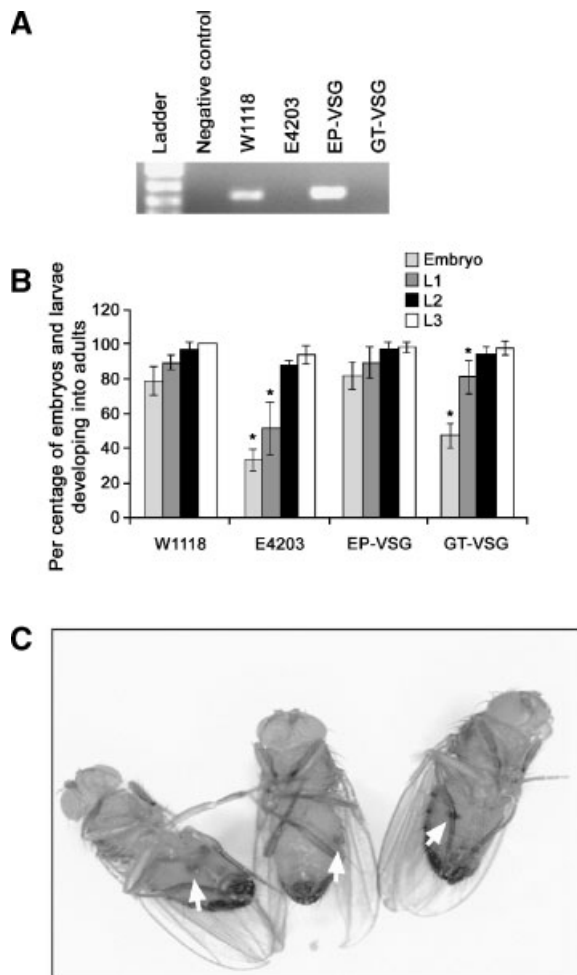 A
Ladder
Negative control
W1118
E4203
EP-VSG
GT-VSG
B
Per centage of embryos and larvae
developing into adults
Embryo
L1
L2
L3
120
100
80
60
40
20
0
* * * *
W1118 E4203 EP-VSG GT-VSG
C